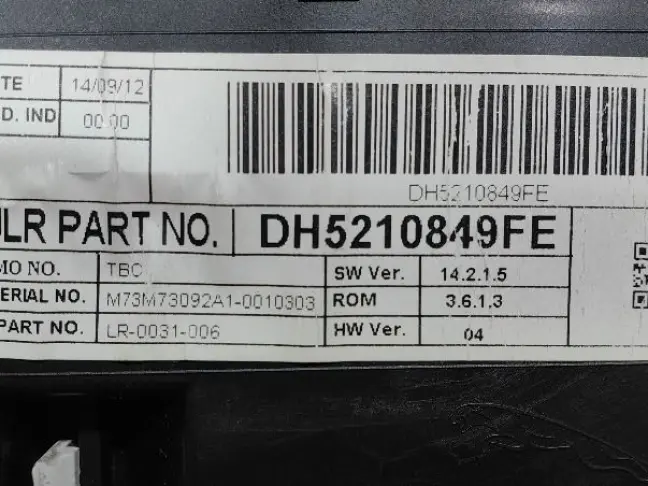 TE 14/09/12
D. IND 00.00
DH5210849FE
JLR PART NO. DH5210849FE
MO NO. TBC SW Ver. 14.2.1.5
ERIAL NO. M73M73092A1-0010303 ROM 3.6.1.3
PART NO. LR-0031-006 HW Ver. 04